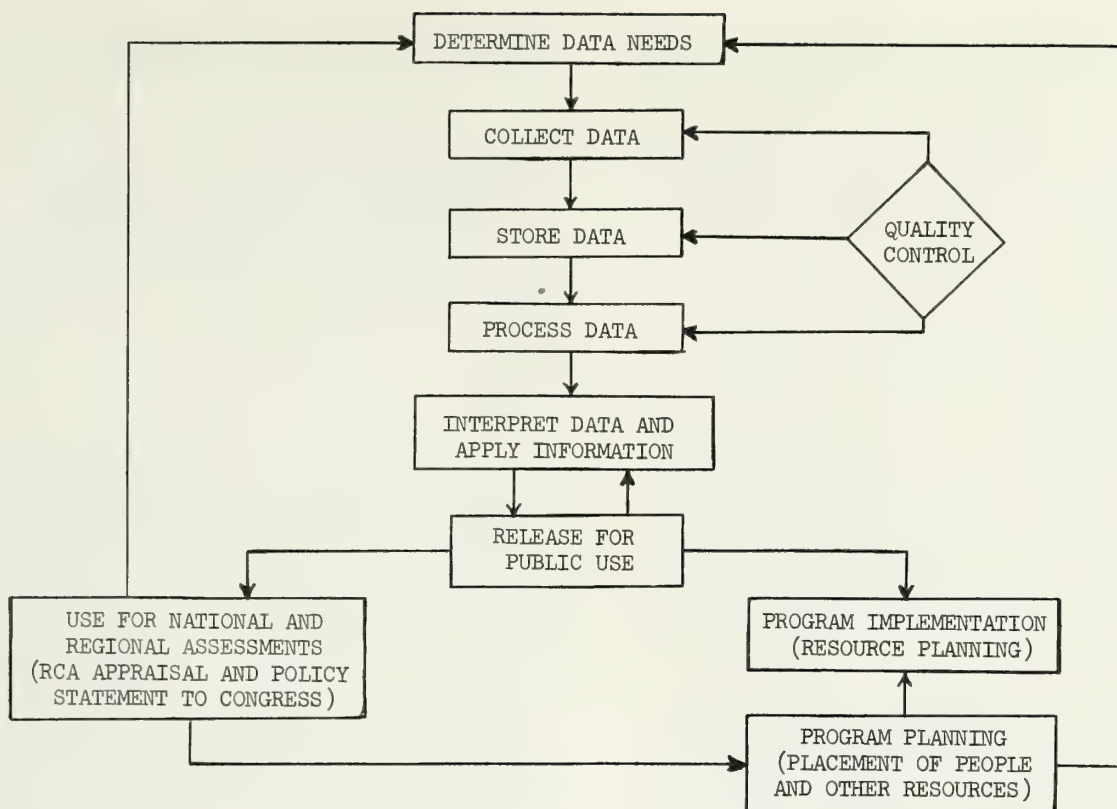 DETERMINE DATA NEEDS
COLLECT DATA
STORE DATA
QUALITY
CONTROL
PROCESS DATA
INTERPRET DATA AND
APPLY INFORMATION
RELEASE FOR
PUBLIC USE
USE FOR NATIONAL AND
REGIONAL ASSESSMENTS
(RCA APPRAISAL AND POLICY
STATEMENT TO CONGRESS)
PROGRAM IMPLEMENTATION
(RESOURCE PLANNING)
PROGRAM PLANNING
(PLACEMENT OF PEOPLE
AND OTHER RESOURCES)